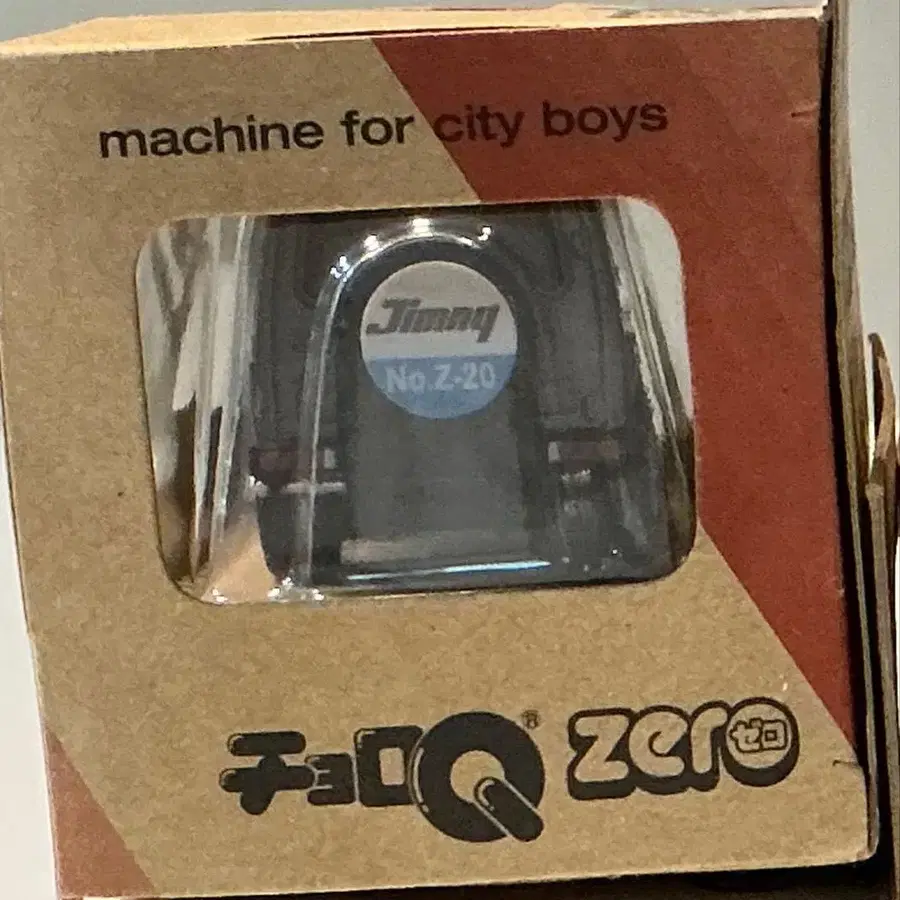 machine for city boys
Jimny
No.Z-20
チョロQ® zero ゼロ